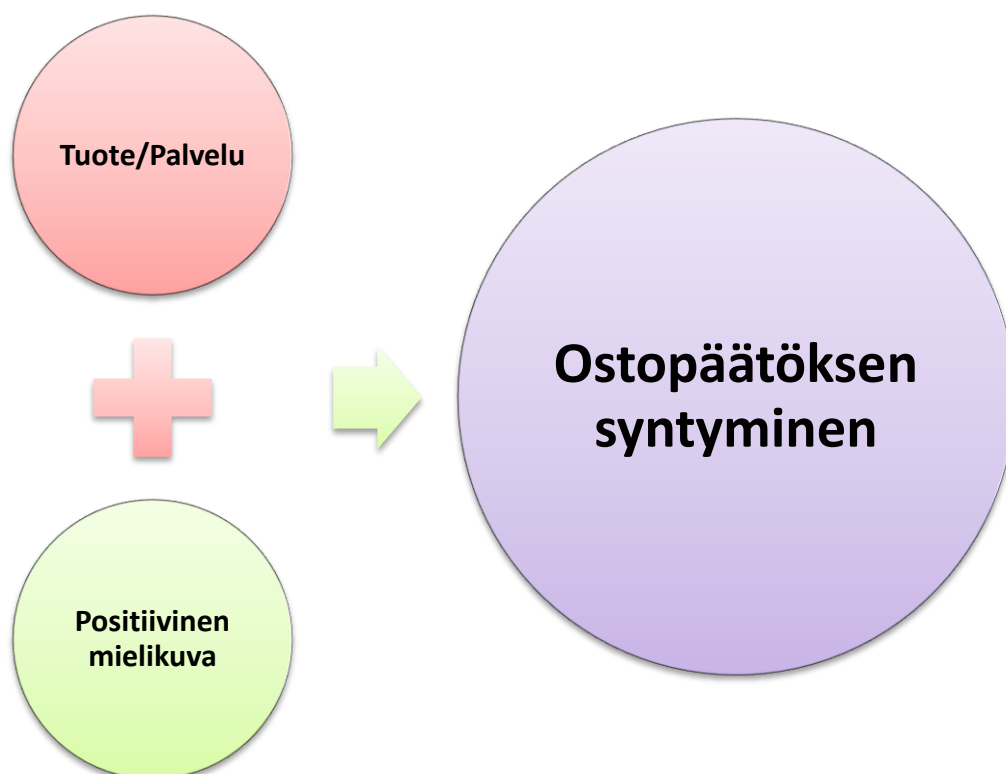 Tuote/Palvelu
Positiivinen
mielikuva
Ostopäätöksen
syntyminen